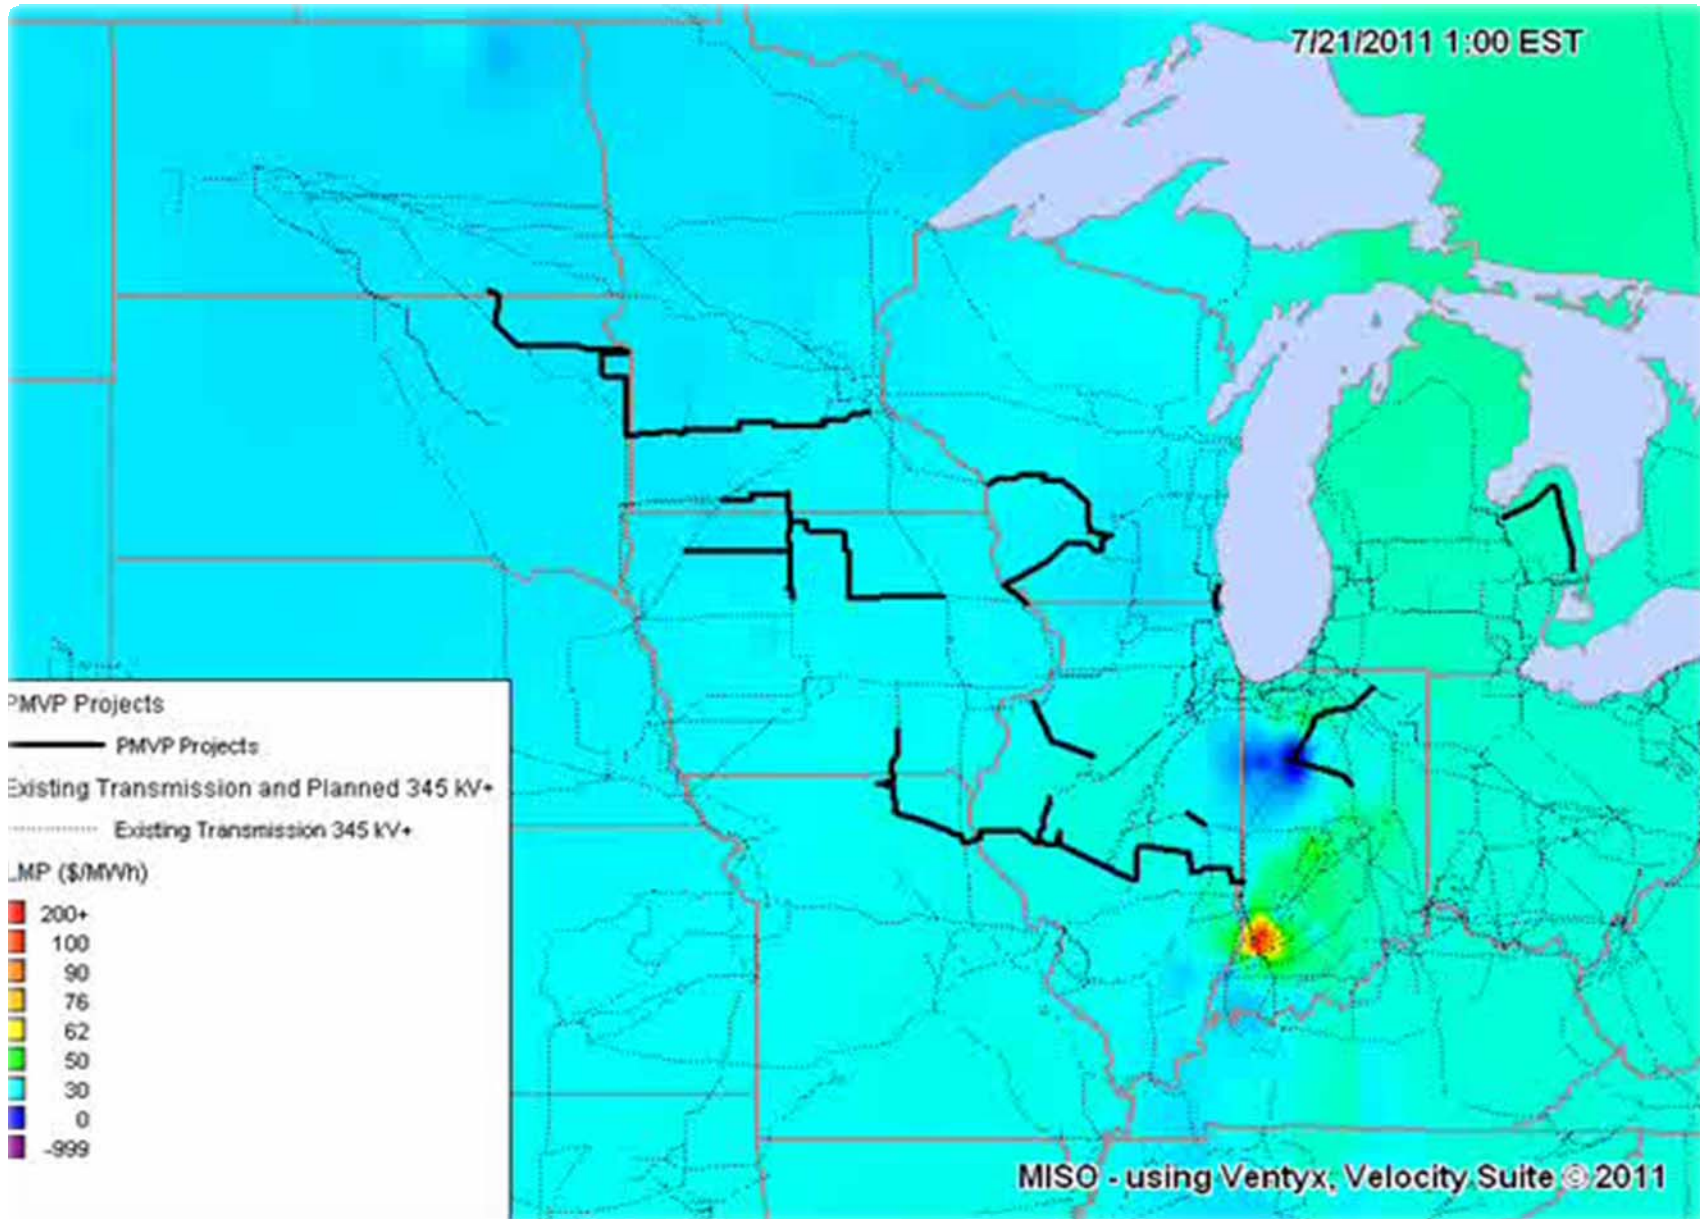 7/21/2011 1:00 EST
PMVP Projects
PMVP Projects
Existing Transmission and Planned 345 kV+
Existing Transmission 345 kV+
LMP ($/MWh)
200+
100
90
76
62
50
30
0
-999
MISO - using Ventyx, Velocity Suite © 2011